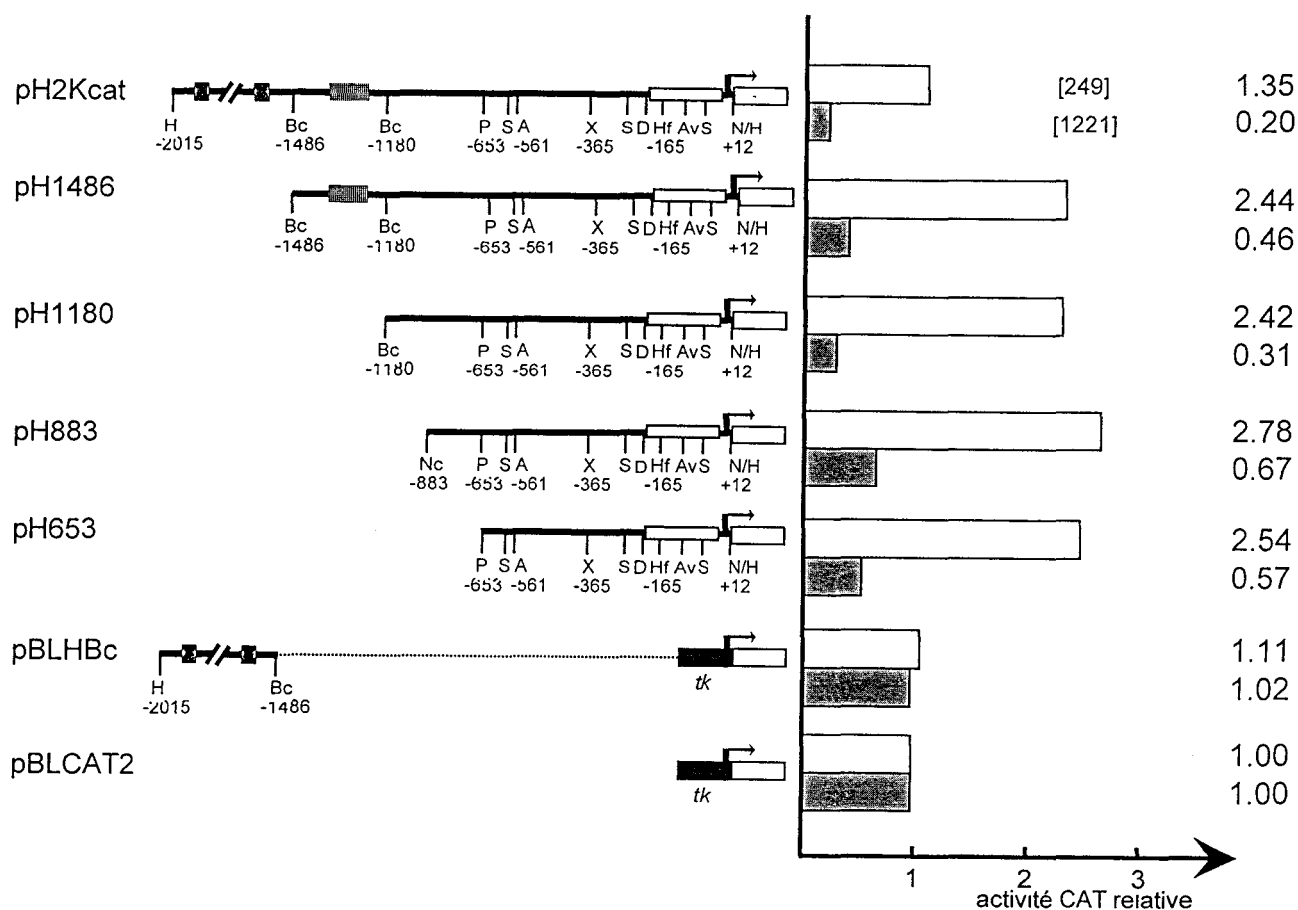 pH2Kcat [249] 1.35
[1221] 0.20
H Bc Bc P S A X S D Hf Av S N/H
-2015 -1486 -1180 -653 -561 -365 -165 +12
pH1486 2.44
0.46
Bc Bc P S A X S D Hf Av S N/H
-1486 -1180 -653 -561 -365 -165 +12
pH1180 2.42
0.31
Bc P S A X S D Hf Av S N/H
-1180 -653 -561 -365 -165 +12
pH883 2.78
0.67
Nc P S A X S D Hf Av S N/H
-883 -653 -561 -365 -165 +12
pH653 2.54
0.57
P S A X S D Hf Av S N/H
-653 -561 -365 -165 +12
pBLHBc 1.11
1.02
H Bc tk
-2015 -1486
pBLCAT2 1.00
1.00
tk
1 2 3
activité CAT relative